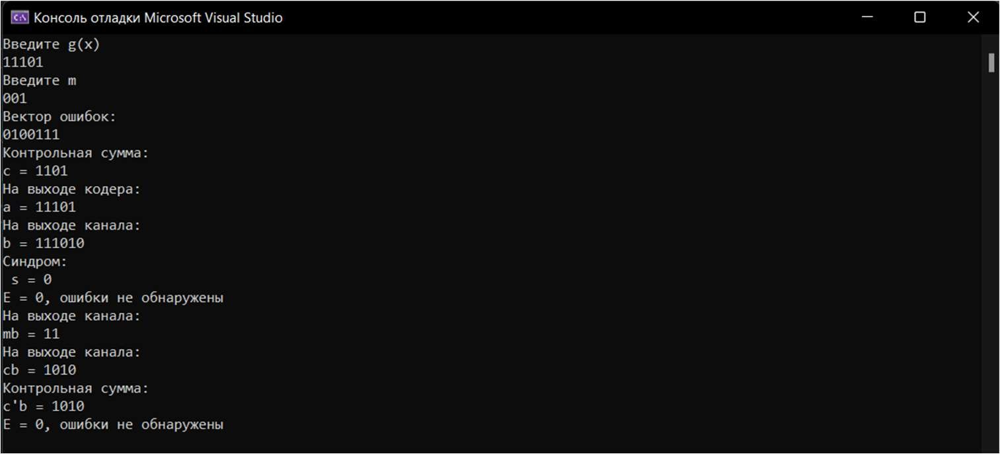 Консоль отладки Microsoft Visual Studio
Введите g(x)
11101
Введите m
001
Вектор ошибок:
0100111
Контрольная сумма:
c = 1101
На выходе кодера:
a = 11101
На выходе канала:
b = 111010
Синдром:
s = 0
E = 0, ошибки не обнаружены
На выходе канала:
mb = 11
На выходе канала:
cb = 1010
Контрольная сумма:
c'b = 1010
E = 0, ошибки не обнаружены